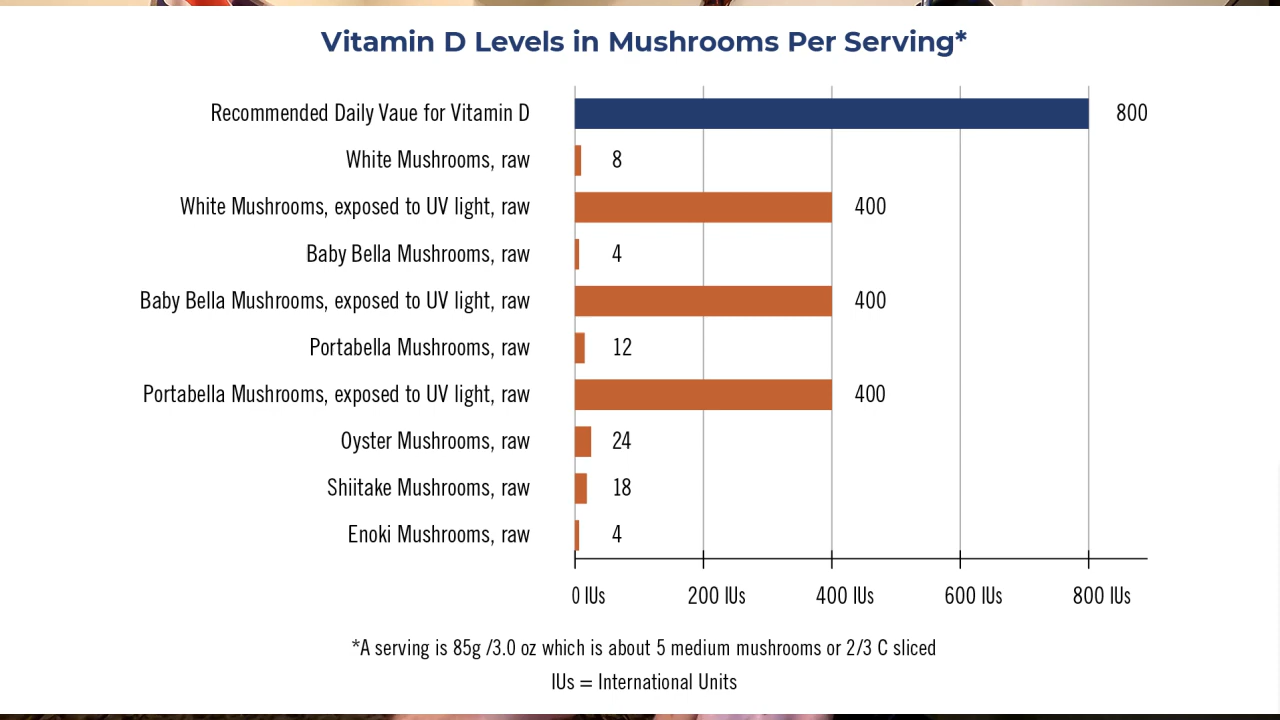 Vitamin D Levels in Mushrooms Per Serving*
Recommended Daily Vaue for Vitamin D 800
White Mushrooms, raw 8
White Mushrooms, exposed to UV light, raw 400
Baby Bella Mushrooms, raw 4
Baby Bella Mushrooms, exposed to UV light, raw 400
Portabella Mushrooms, raw 12
Portabella Mushrooms, exposed to UV light, raw 400
Oyster Mushrooms, raw 24
Shiitake Mushrooms, raw 18
Enoki Mushrooms, raw 4
0 IUs 200 IUs 400 IUs 600 IUs 800 IUs
*A serving is 85g /3.0 oz which is about 5 medium mushrooms or 2/3 C sliced
IUs = International Units